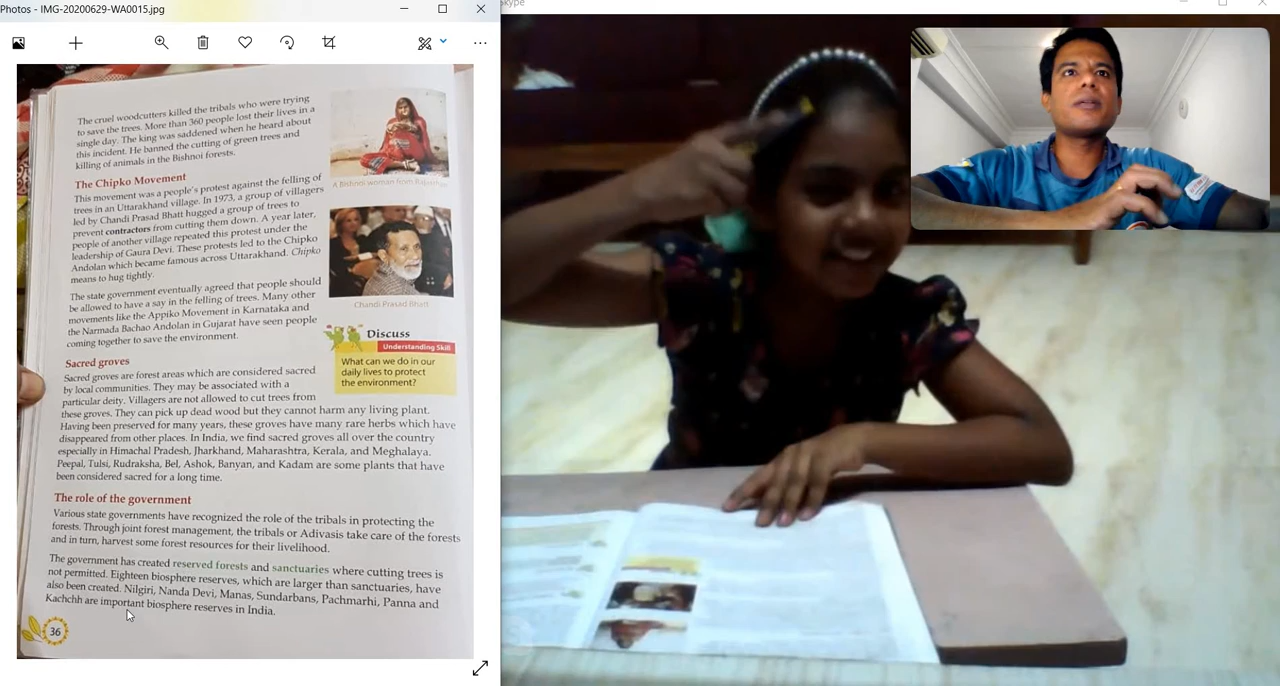 Photos - IMG-20200629-WA0015.jpg
Skype
The cruel woodcutters killed the tribals who were trying
to save the trees. More than 360 people lost their lives in a
single day. The king was saddened when he heard about
this incident. He banned the cutting of green trees and
killing of animals in the Bishnoi forests.
A Bishnoi woman from Rajasthan
The Chipko Movement
This movement was a people's protest against the felling of
trees in an Uttarakhand village. In 1973, a group of villagers
led by Chandi Prasad Bhatt hugged a group of trees to
prevent contractors from cutting them down. A year later,
people of another village repeated this protest under the
leadership of Gaura Devi. These protests led to the Chipko
Andolan which became famous across Uttarakhand. Chipko
means to hug tightly.
Chandi Prasad Bhatt
The state government eventually agreed that people should
be allowed to have a say in the felling of trees. Many other
movements like the Appiko Movement in Karnataka and
the Narmada Bachao Andolan in Gujarat have seen people
coming together to save the environment.
Discuss
Understanding Skill
What can we do in our
daily lives to protect
the environment?
Sacred groves
Sacred groves are forest areas which are considered sacred
by local communities. They may be associated with a
particular deity. Villagers are not allowed to cut trees from
these groves. They can pick up dead wood but they cannot harm any living plant.
Having been preserved for many years, these groves have many rare herbs which have
disappeared from other places. In India, we find sacred groves all over the country
especially in Himachal Pradesh, Jharkhand, Maharashtra, Kerala, and Meghalaya.
Peepal, Tulsi, Rudraksha, Bel, Ashok, Banyan, and Kadam are some plants that have
been considered sacred for a long time.
The role of the government
Various state governments have recognized the role of the tribals in protecting the
forests. Through joint forest management, the tribals or Adivasis take care of the forests
and in turn, harvest some forest resources for their livelihood.
The government has created reserved forests and sanctuaries where cutting trees is
not permitted. Eighteen biosphere reserves, which are larger than sanctuaries, have
also been created. Nilgiri, Nanda Devi, Manas, Sundarbans, Pachmarhi, Panna and
Kachchh are important biosphere reserves in India.
36